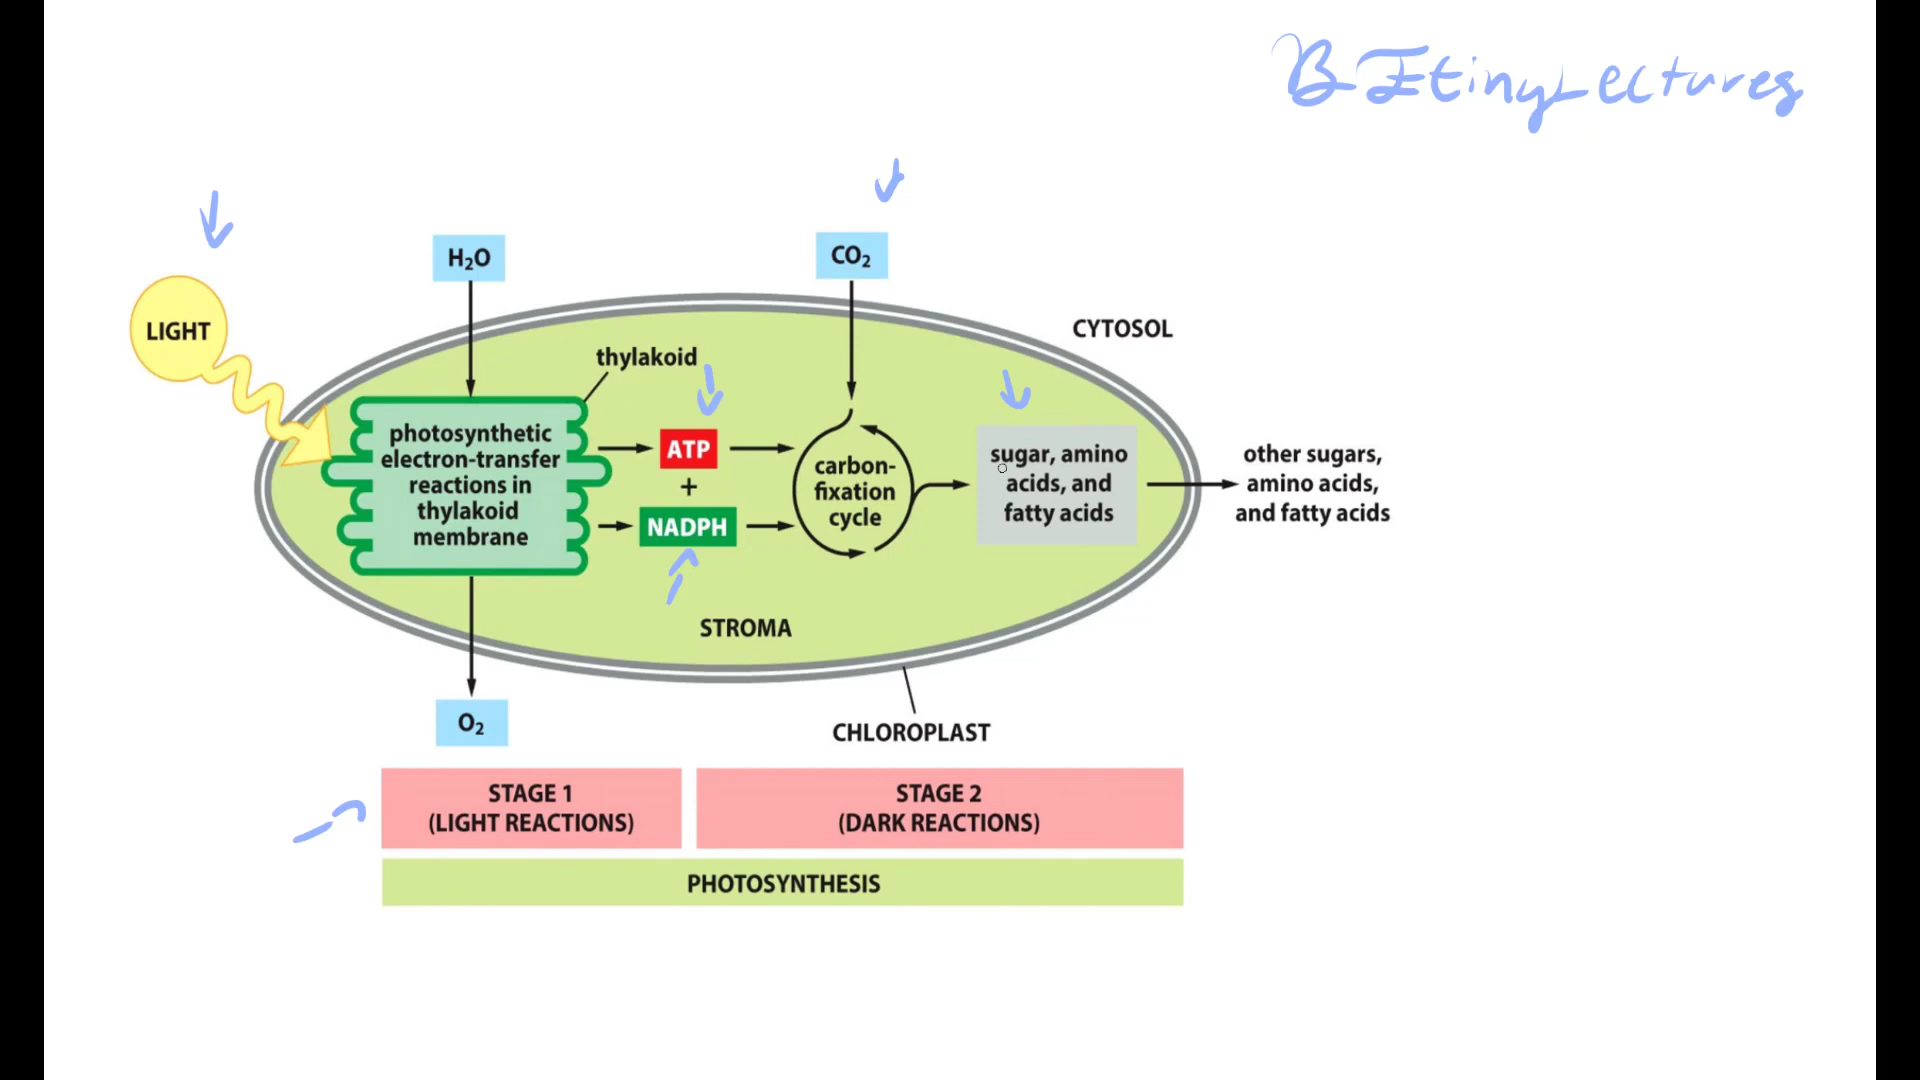 BItinyLectures
H₂O
CO₂
LIGHT
CYTOSOL
thylakoid
photosynthetic
electron-transfer
reactions in
thylakoid
membrane
ATP
+
NADPH
carbon-
fixation
cycle
sugar, amino
acids, and
fatty acids
other sugars,
amino acids,
and fatty acids
STROMA
O₂
CHLOROPLAST
STAGE 1
(LIGHT REACTIONS)
STAGE 2
(DARK REACTIONS)
PHOTOSYNTHESIS